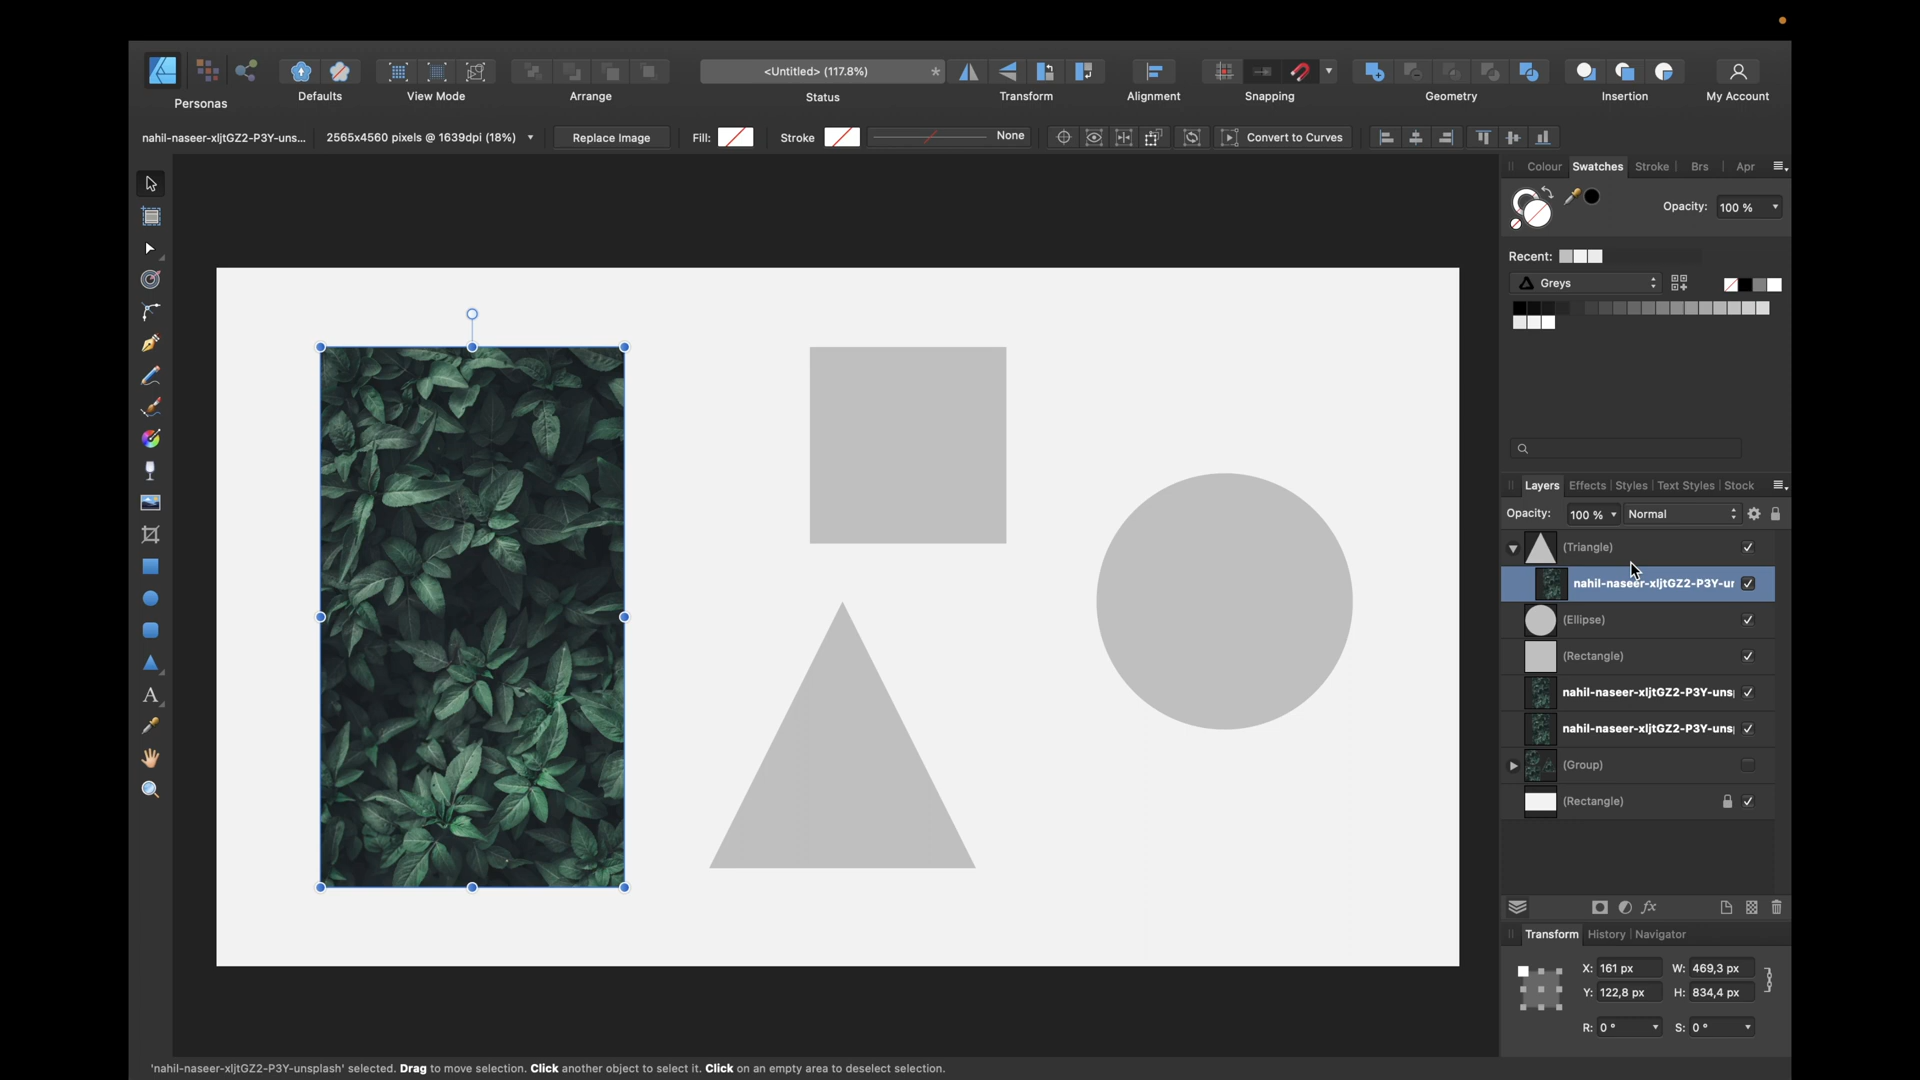 <Untitled> (117.8%)
*
Personas
Defaults
View Mode
Arrange
Status
Transform
Alignment
Snapping
Geometry
Insertion
My Account
nahil-naseer-xljtGZ2-P3Y-uns...
2565x4560 pixels @ 1639dpi (18%)
Replace Image
Fill:
Stroke
None
Convert to Curves
Colour
Swatches
Stroke
Brs
Apr
Opacity:
100 %
Recent:
Greys
Layers
Effects
Styles
Text Styles
Stock
Opacity:
100 %
Normal
(Triangle)
nahil-naseer-xljtGZ2-P3Y-ur
(Ellipse)
(Rectangle)
nahil-naseer-xljtGZ2-P3Y-uns
nahil-naseer-xljtGZ2-P3Y-uns
(Group)
(Rectangle)
fx
Transform
History
Navigator
X: 161 px
W: 469,3 px
Y: 122,8 px
H: 834,4 px
R: 0 °
S: 0 °
'nahil-naseer-xljtGZ2-P3Y-unsplash' selected. Drag to move selection. Click another object to select it. Click on an empty area to deselect selection.